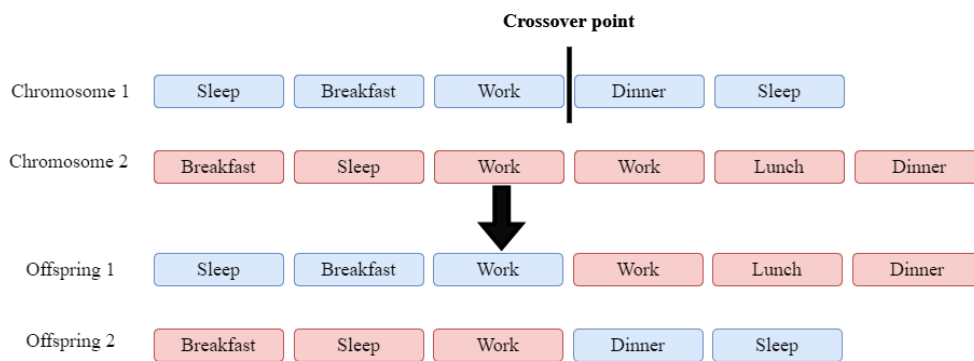 Crossover point
Chromosome 1 Sleep Breakfast Work Dinner Sleep
Chromosome 2 Breakfast Sleep Work Work Lunch Dinner
Offspring 1 Sleep Breakfast Work Work Lunch Dinner
Offspring 2 Breakfast Sleep Work Dinner Sleep